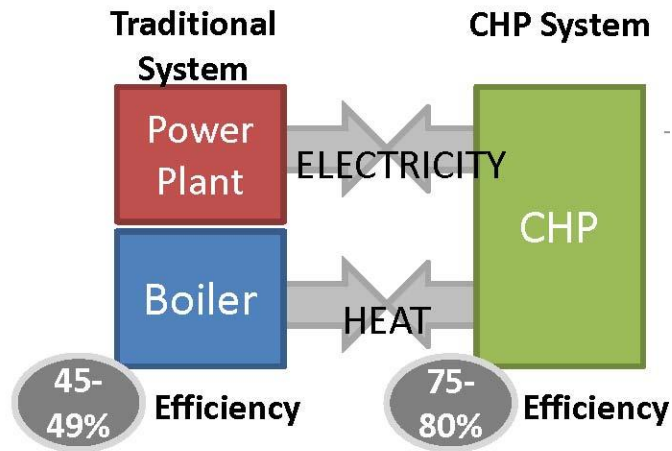 Traditional
System
CHP System
Power
Plant
ELECTRICITY
CHP
Boiler
HEAT
45-
49%
Efficiency
75-
80%
Efficiency